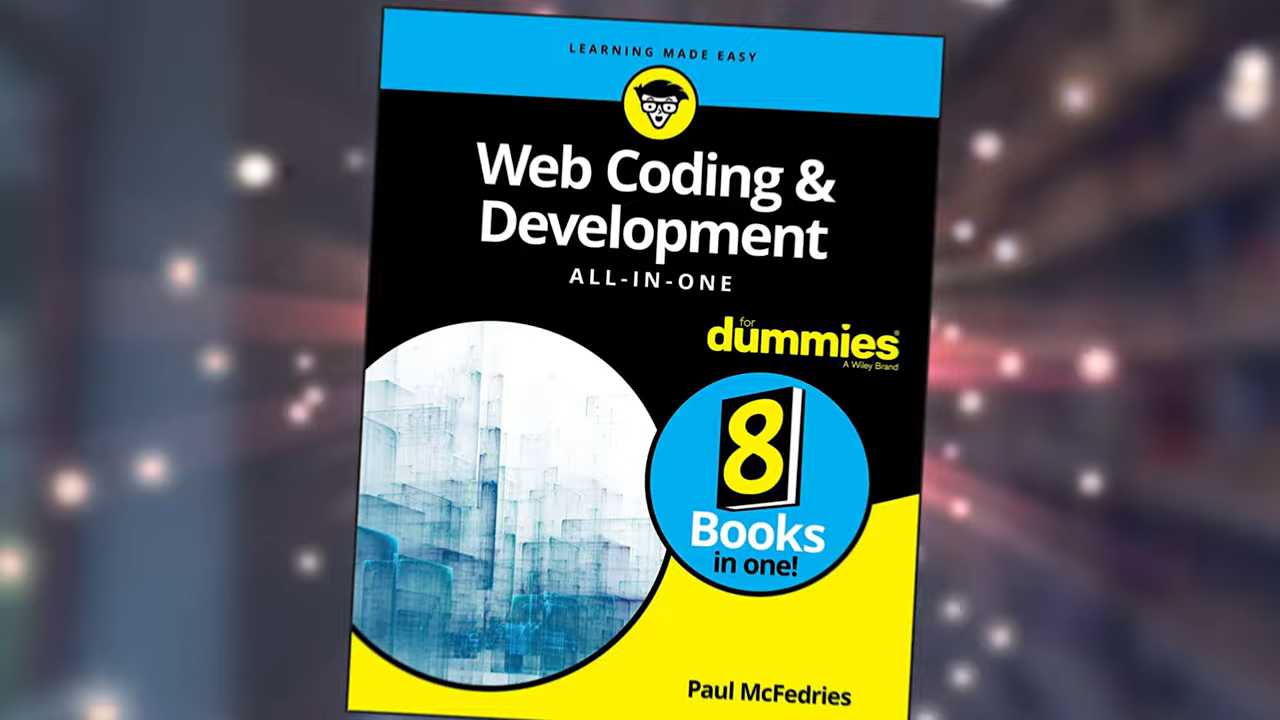 LEARNING MADE EASY
Web Coding &
Development
ALL-IN-ONE
for
dummies®
A Wiley Brand
8
Books
in one!
Paul McFedries